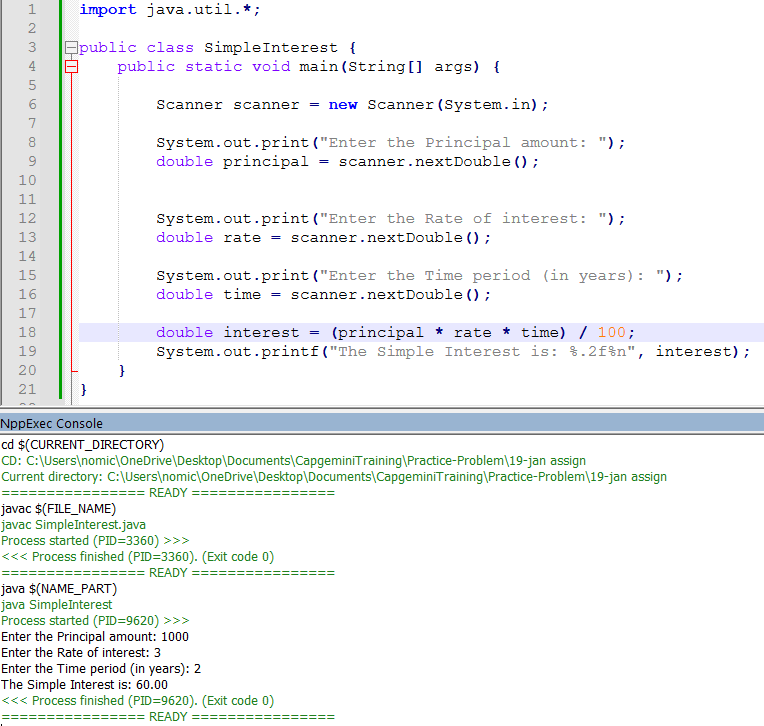 1 import java.util.*;
2
3 public class SimpleInterest {
4 public static void main(String[] args) {
5
6 Scanner scanner = new Scanner(System.in);
7
8 System.out.print("Enter the Principal amount: ");
9 double principal = scanner.nextDouble();
10
11
12 System.out.print("Enter the Rate of interest: ");
13 double rate = scanner.nextDouble();
14
15 System.out.print("Enter the Time period (in years): ");
16 double time = scanner.nextDouble();
17
18 double interest = (principal * rate * time) / 100;
19 System.out.printf("The Simple Interest is: %.2f%n", interest);
20 }
21 }
NppExec Console
cd $(CURRENT_DIRECTORY)
CD: C:\Users\nomic\OneDrive\Desktop\Documents\CapgeminiTraining\Practice-Problem\19-jan assign
Current directory: C:\Users\nomic\OneDrive\Desktop\Documents\CapgeminiTraining\Practice-Problem\19-jan assign
================ READY ================
javac $(FILE_NAME)
javac SimpleInterest.java
Process started (PID=3360) >>>
<<< Process finished (PID=3360). (Exit code 0)
================ READY ================
java $(NAME_PART)
java SimpleInterest
Process started (PID=9620) >>>
Enter the Principal amount: 1000
Enter the Rate of interest: 3
Enter the Time period (in years): 2
The Simple Interest is: 60.00
<<< Process finished (PID=9620). (Exit code 0)
================ READY ================